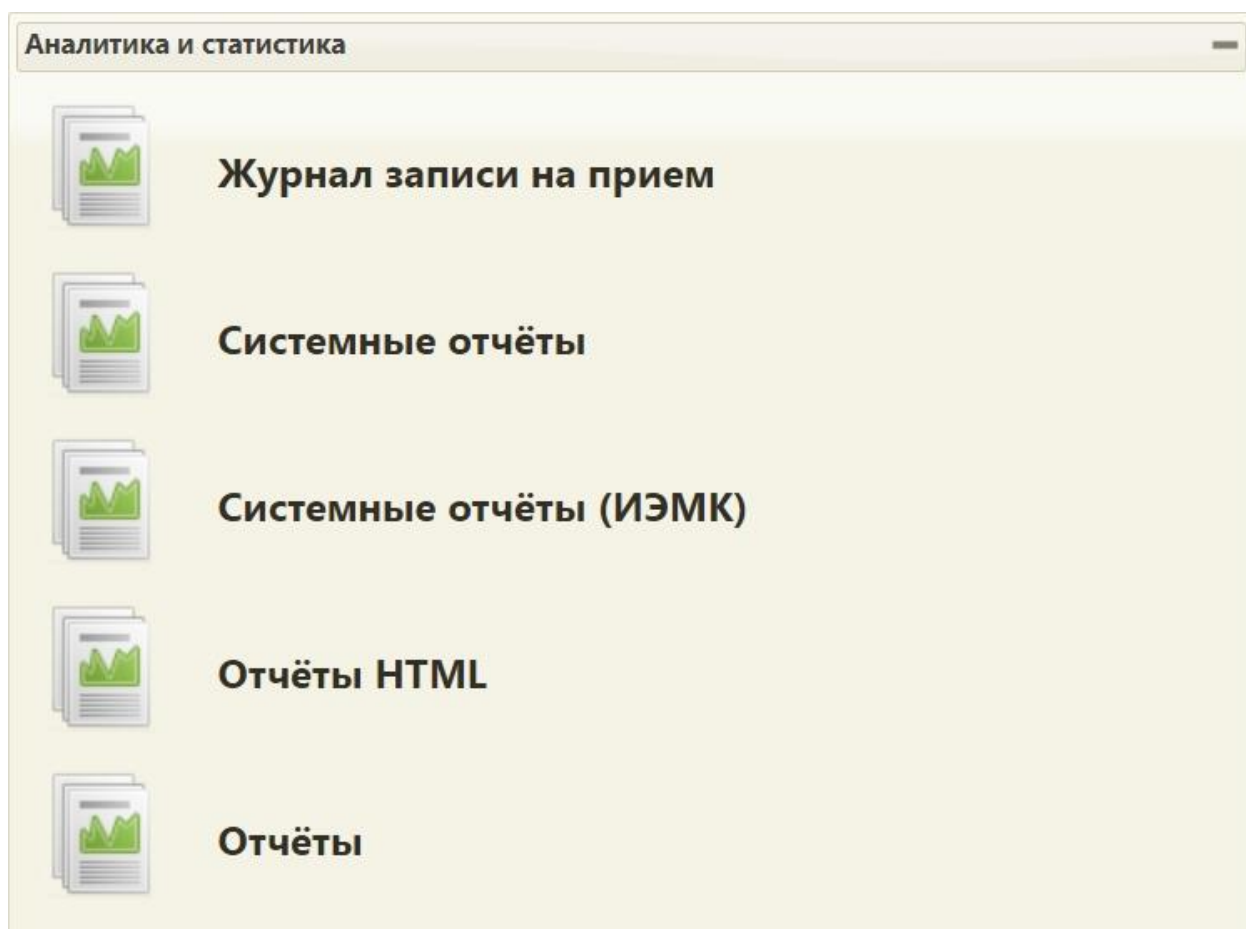 Аналитика и статистика
Журнал записи на прием
Системные отчёты
Системные отчёты (ИЭМК)
Отчёты HTML
Отчёты